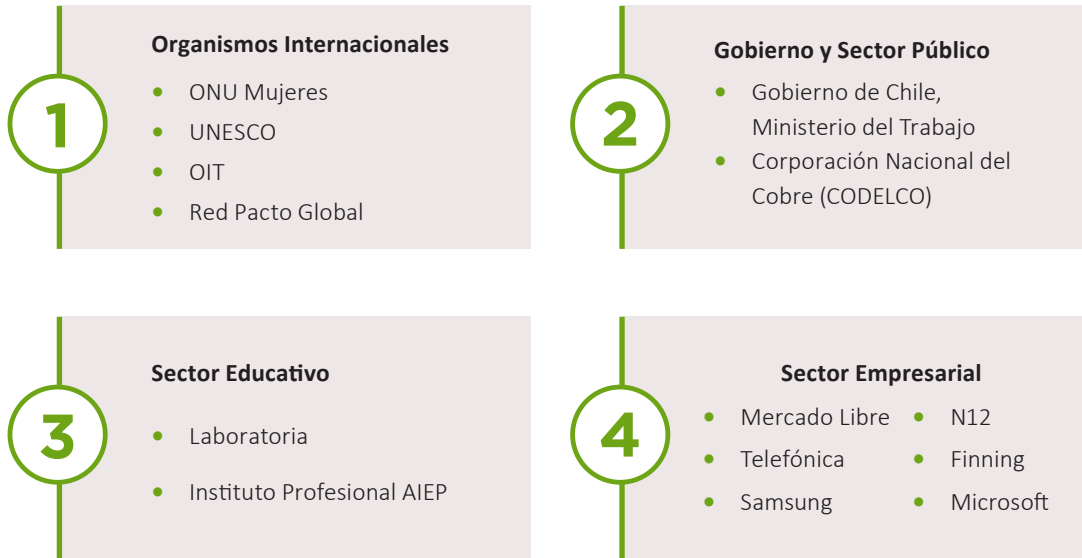 1
Organismos Internacionales
• ONU Mujeres
• UNESCO
• OIT
• Red Pacto Global
2
Gobierno y Sector Público
• Gobierno de Chile,
Ministerio del Trabajo
• Corporación Nacional del
Cobre (CODELCO)
3
Sector Educativo
• Laboratoria
• Instituto Profesional AIEP
4
Sector Empresarial
• Mercado Libre
• Telefónica
• Samsung
• N12
• Finning
• Microsoft